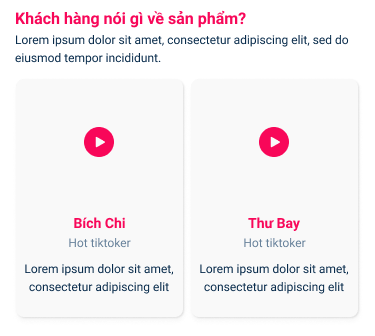 Khách hàng nói gì về sản phẩm?
Lorem ipsum dolor sit amet, consectetur adipiscing elit, sed do
eiusmod tempor incididunt.
Bích Chi
Hot tiktoker
Lorem ipsum dolor sit amet,
consectetur adipiscing elit
Thư Bay
Hot tiktoker
Lorem ipsum dolor sit amet,
consectetur adipiscing elit